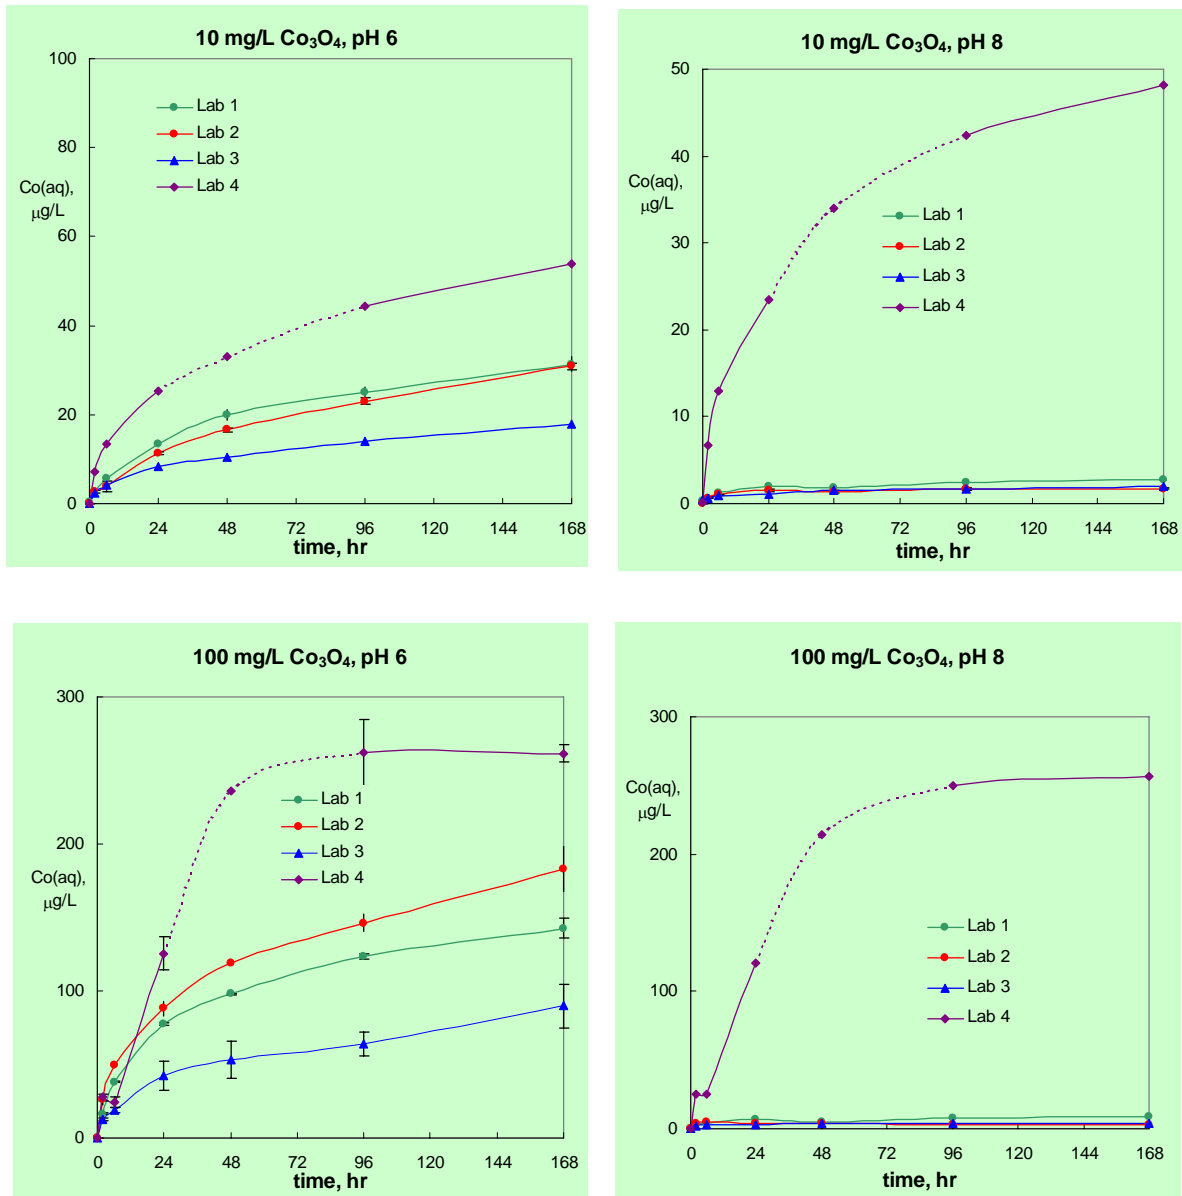 10 mg/L Co₃O₄, pH 6
100
80
60
40
20
0
Co(aq),
µg/L
Lab 1
Lab 2
Lab 3
Lab 4
0 24 48 72 96 120 144 168
time, hr
10 mg/L Co₃O₄, pH 8
50
40
30
20
10
0
Co(aq),
µg/L
Lab 1
Lab 2
Lab 3
Lab 4
0 24 48 72 96 120 144 168
time, hr
100 mg/L Co₃O₄, pH 6
300
200
100
0
Co(aq),
µg/L
Lab 1
Lab 2
Lab 3
Lab 4
0 24 48 72 96 120 144 168
time, hr
100 mg/L Co₃O₄, pH 8
300
200
100
0
Co(aq),
µg/L
Lab 1
Lab 2
Lab 3
Lab 4
0 24 48 72 96 120 144 168
time, hr